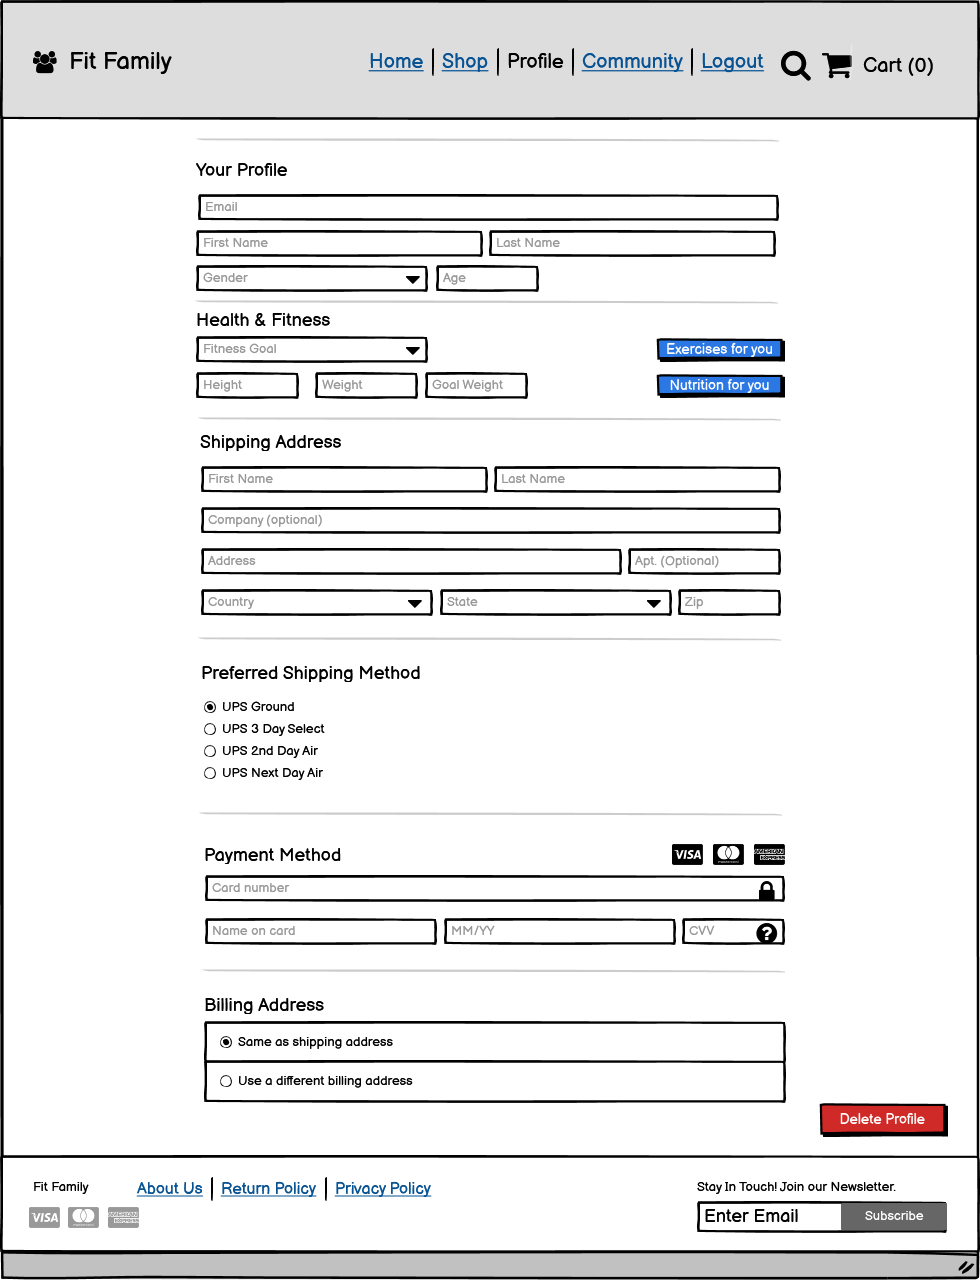 Fit Family Home Shop Profile Community Logout Cart (0)
Your Profile
Email
First Name Last Name
Gender Age
Health & Fitness
Fitness Goal Exercises for you
Height Weight Goal Weight Nutrition for you
Shipping Address
First Name Last Name
Company (optional)
Address Apt. (Optional)
Country State Zip
Preferred Shipping Method
UPS Ground
UPS 3 Day Select
UPS 2nd Day Air
UPS Next Day Air
Payment Method VISA AMERICAN EXPRESS
Card number
Name on card MM/YY CVV ?
Billing Address
Same as shipping address
Use a different billing address
Delete Profile
Fit Family About Us Return Policy Privacy Policy Stay In Touch! Join our Newsletter.
VISA AMERICAN EXPRESS Enter Email Subscribe